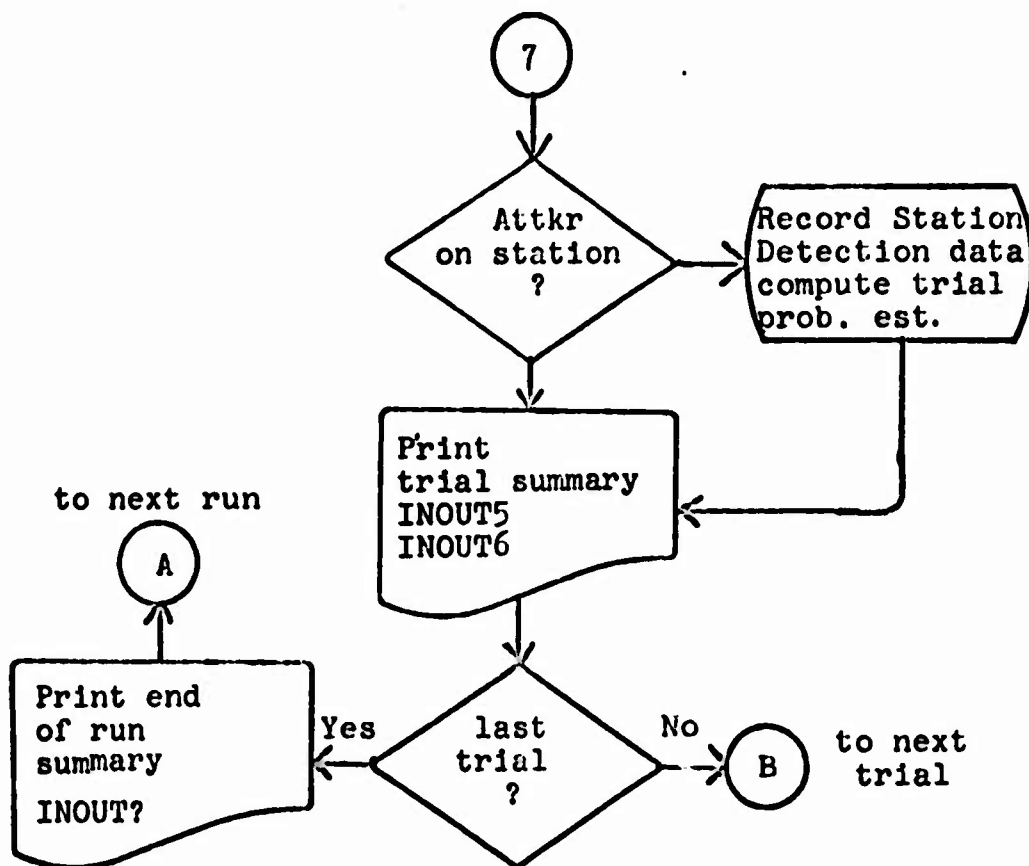 7
Attkr
on station
?
Record Station
Detection data
compute trial
prob. est.
Print
trial summary
INOUT5
INOUT6
to next run
A
Print end
of run
summary
INOUT?
Yes
last
trial
?
No
B
to next
trial